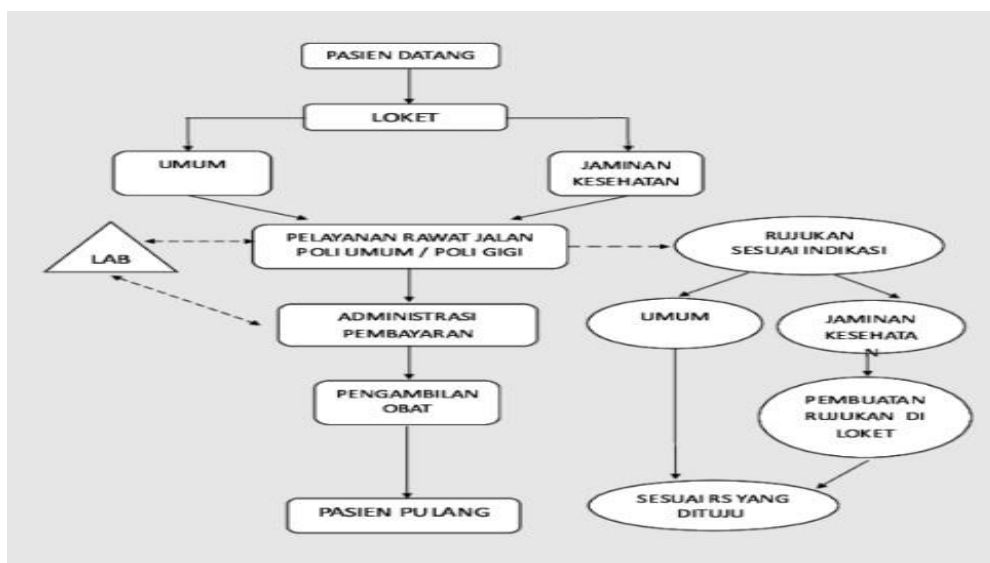 PASIEN DATANG
LOKET
UMUM
JAMINAN
KESEHATAN
PELAYANAN RAWAT JALAN
POLI UMUM / POLI GIGI
LAB
RUJUKAN
SESUAI INDIKASI
ADMINISTRASI
PEMBAYARAN
UMUM
JAMINAN
KESEHATA
N
PENGAMBILAN
OBAT
PEMBUATAN
RUJUKAN DI
LOKET
PASIEN PULANG
SESUAI RS YANG
DITUJU